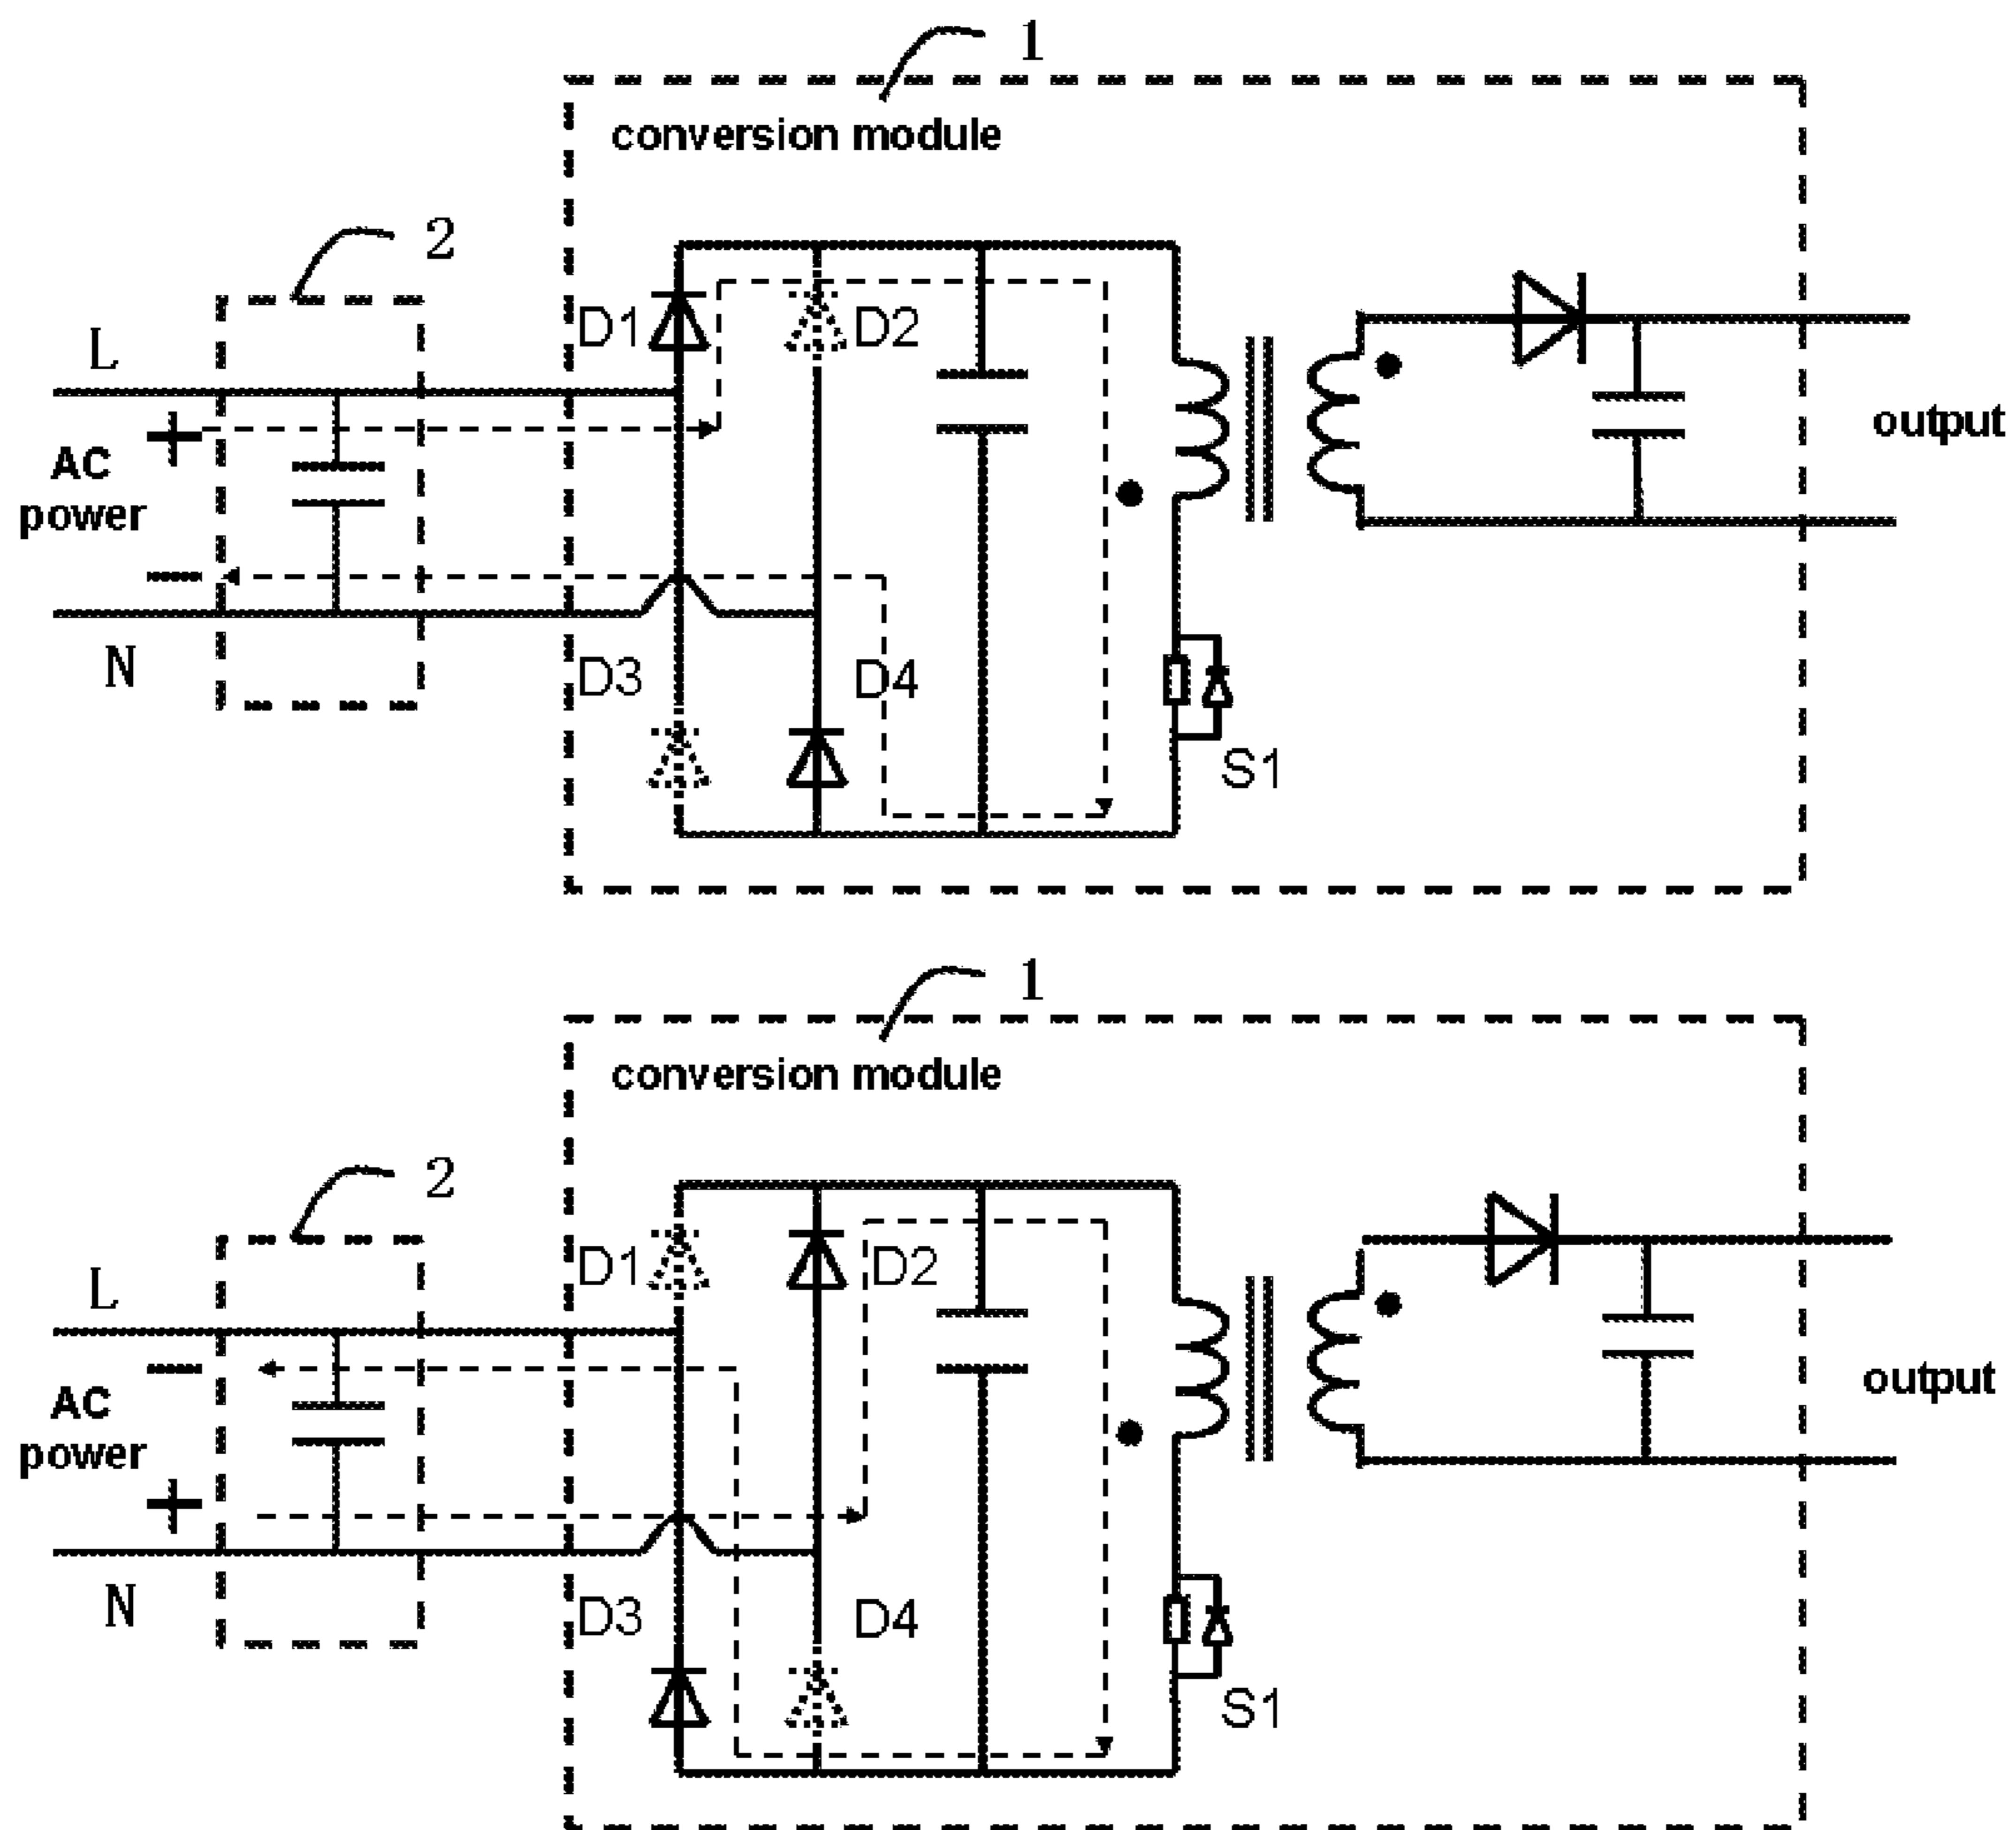 1
conversion module
2
D1
D2
L
+
AC
power
output
−
N
D3
D4
S1
1
conversion module
2
D1
D2
L
−
AC
power
output
+
N
D3
D4
S1